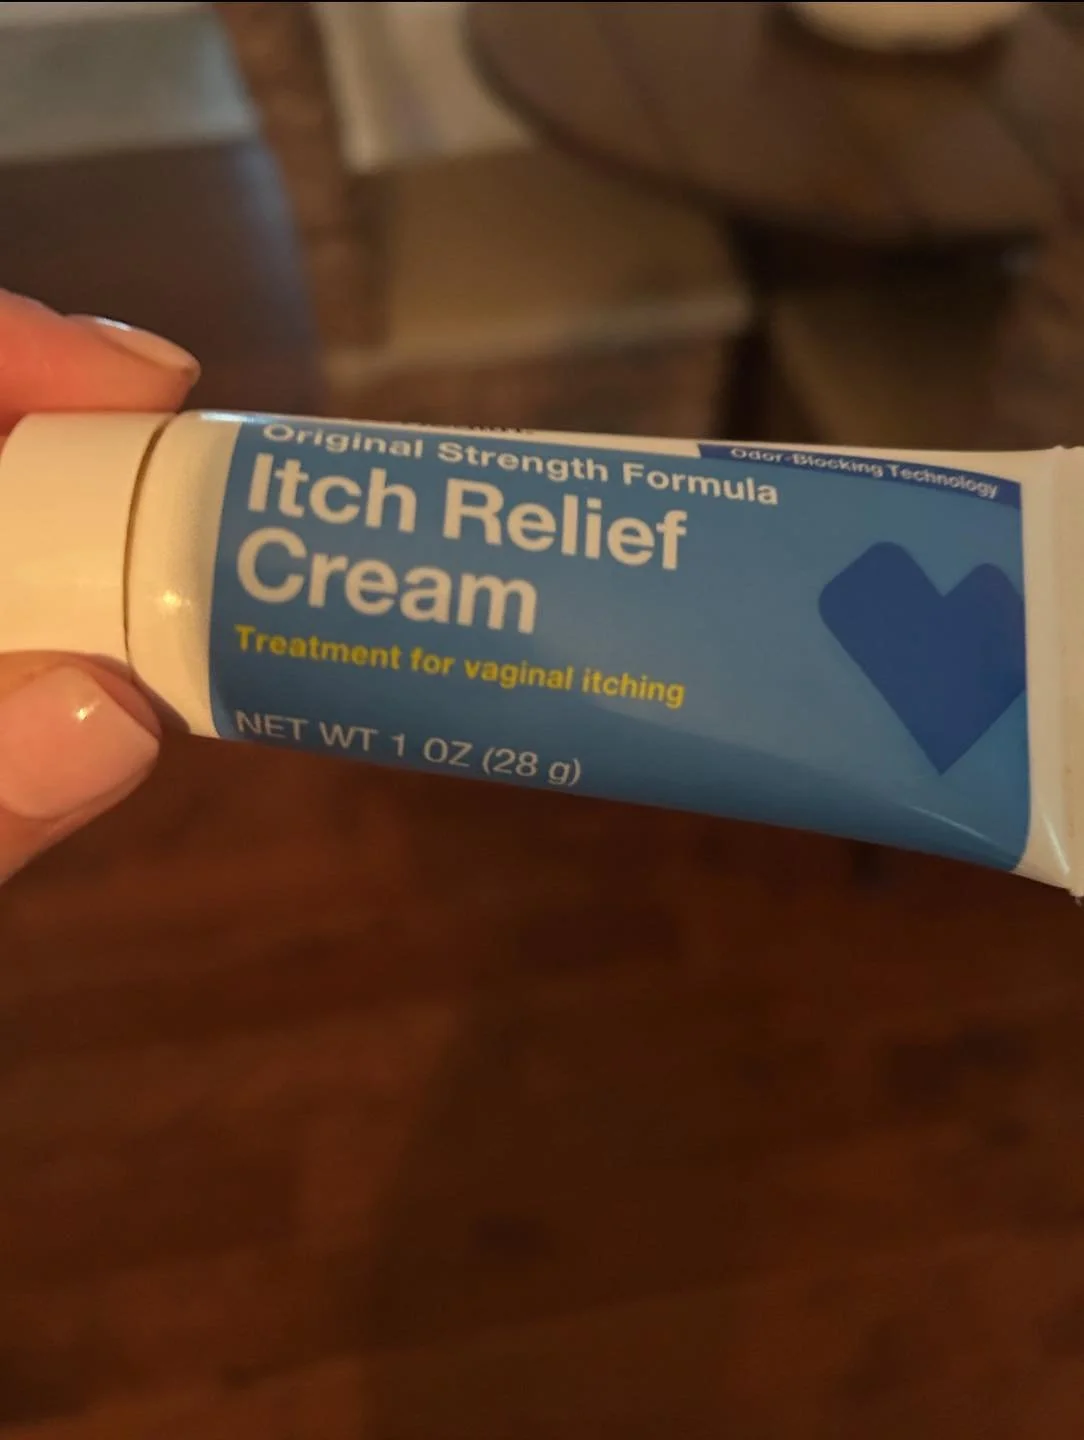 Original Strength Formula
Odor-Blocking Technology
Itch Relief
Cream
Treatment for vaginal itching
NET WT 1 OZ (28 g)